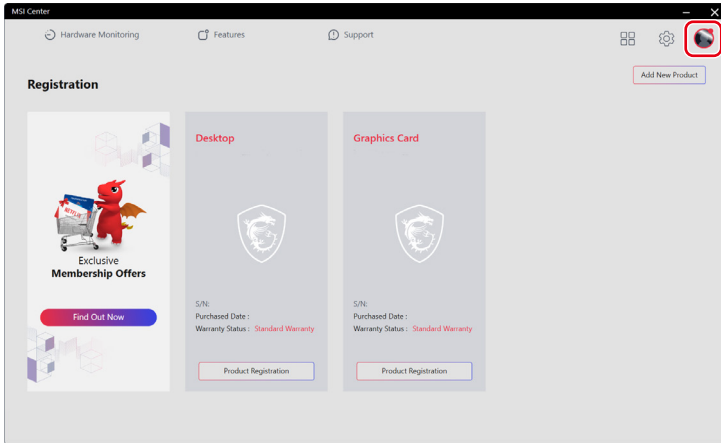 MSI Center
Hardware Monitoring
Features
Support
Registration
Add New Product
NETFLIX
Exclusive
Membership Offers
Find Out Now
Desktop
S/N:
Purchased Date :
Warranty Status : Standard Warranty
Product Registration
Graphics Card
S/N:
Purchased Date :
Warranty Status : Standard Warranty
Product Registration